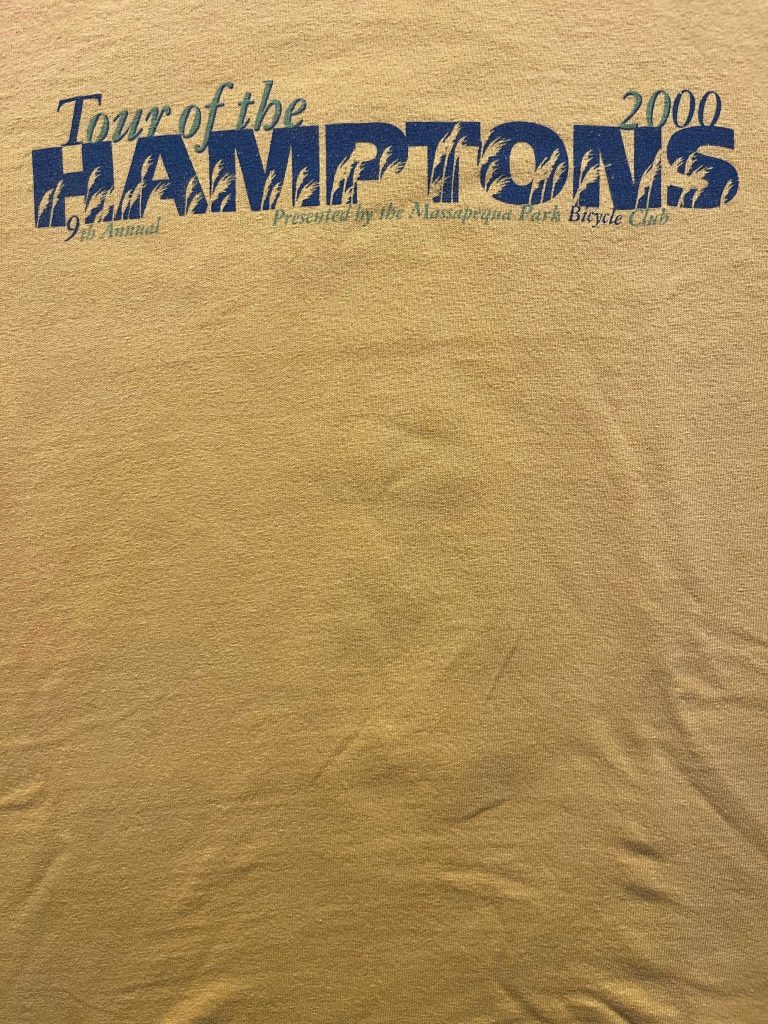 Tour of the 2000
HAMPTONS
9th Annual Presented by the Massapequa Park Bicycle Club